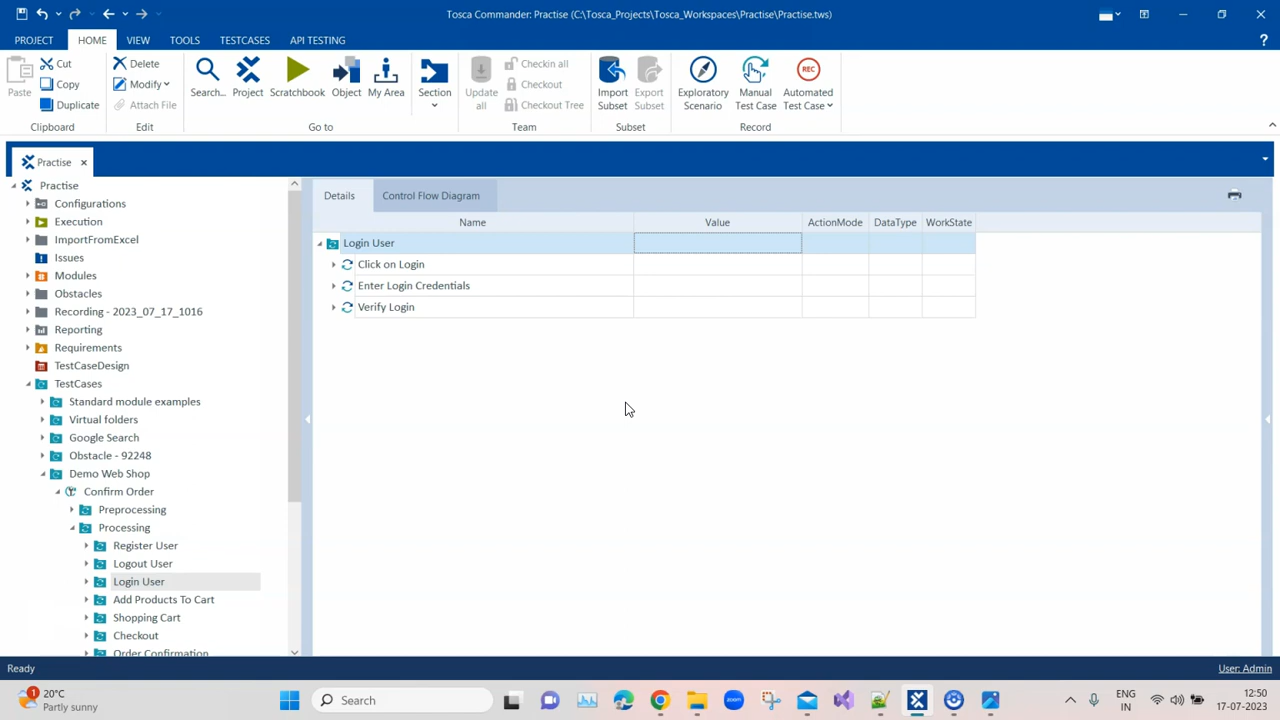 Tosca Commander: Practise (C:\Tosca_Projects\Tosca_Workspaces\Practise\Practise.tws)
PROJECT HOME VIEW TOOLS TESTCASES API TESTING ?
Paste Cut Copy Duplicate
Clipboard
Delete Modify Attach File
Edit
Search... Project Scratchbook Object My Area Section
Go to
Update all Checkin all Checkout Checkout Tree
Team
Import Subset Export Subset
Subset
Exploratory Scenario Manual Test Case REC Automated Test Case
Record
Practise ×
Practise
Configurations
Execution
ImportFromExcel
Issues
Modules
Obstacles
Recording - 2023_07_17_1016
Reporting
Requirements
TestCaseDesign
TestCases
Standard module examples
Virtual folders
Google Search
Obstacle - 92248
Demo Web Shop
Confirm Order
Preprocessing
Processing
Register User
Logout User
Login User
Add Products To Cart
Shopping Cart
Checkout
Order Confirmation
Details Control Flow Diagram
Name Value ActionMode DataType WorkState
Login User
Click on Login
Enter Login Credentials
Verify Login
Ready User: Admin
1 20°C
Partly sunny
Search
zoom
ENG
IN
12:50
17-07-2023